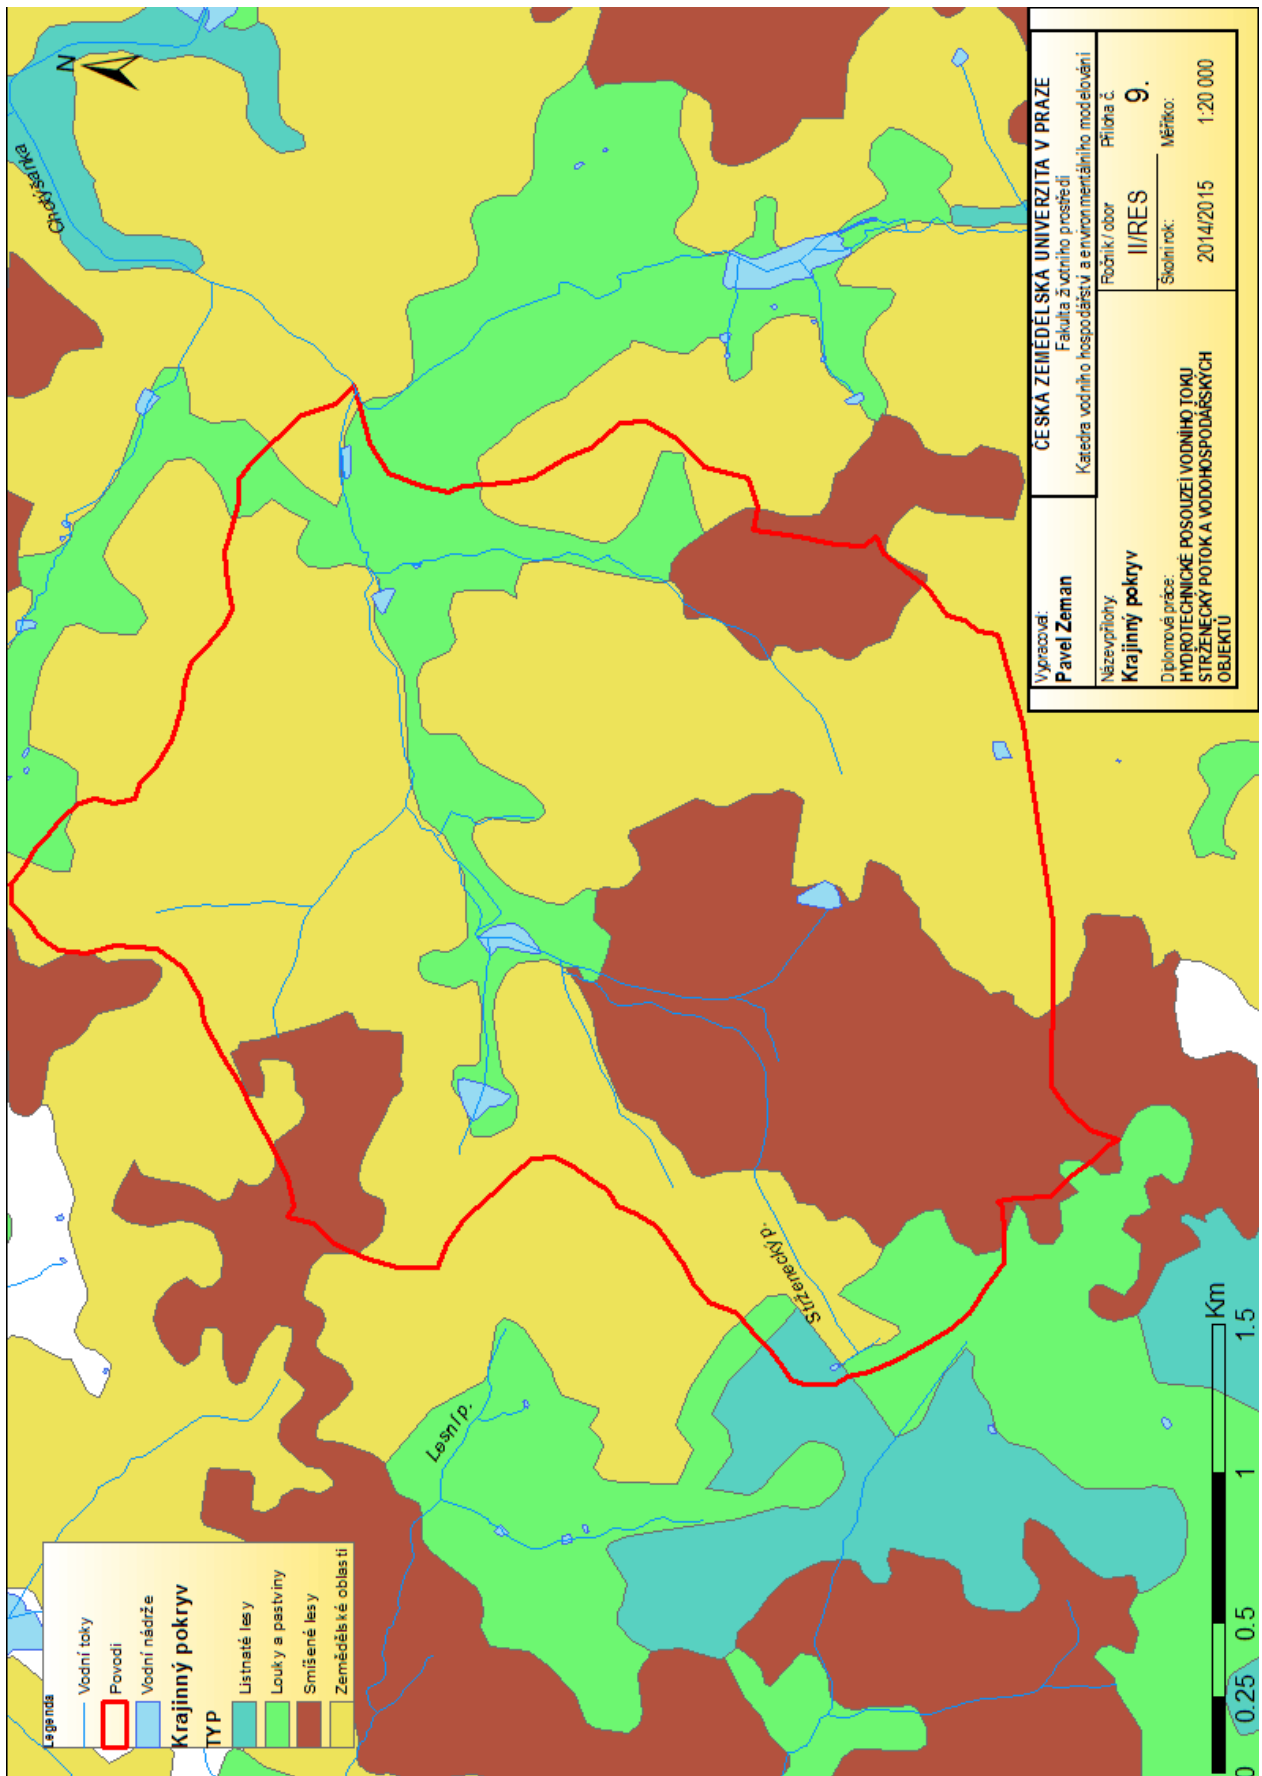 N
Chotýšanka
Lesní p.
Strženecký p.
Legenda
Vodní toky
Povodí
Vodní nádrže
Krajinný pokryv
TYP
Listnaté lesy
Louky a pastviny
Smíšené lesy
Zemědělské oblasti
0 0.25 0.5 1 1.5
Km
Vypracoval:
Pavel Zeman
ČESKÁ ZEMĚDĚLSKÁ UNIVERZITA V PRAZE
Fakulta životního prostředí
Katedra vodního hospodářství a environmentálního modelování
Název přílohy:
Krajinný pokryv
Diplomová práce:
HYDROTECHNICKÉ POSOUZEÍ VODNÍHO TOKU
STRŽENECKÝ POTOK A VODOHOSPODÁŘSKÝCH
OBJEKTŮ
Ročník/ obor
II/RES
Příloha č.
9.
Školní rok:
2014/2015
Měřítko:
1:20 000